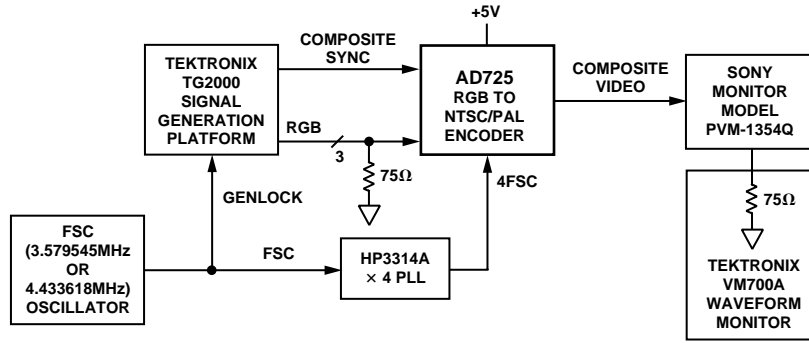 TEKTRONIX
TG2000
SIGNAL
GENERATION
PLATFORM
COMPOSITE
SYNC
RGB
3
75Ω
GENLOCK
+5V
AD725
RGB TO
NTSC/PAL
ENCODER
COMPOSITE
VIDEO
SONY
MONITOR
MODEL
PVM-1354Q
4FSC
75Ω
FSC
(3.579545MHz
OR
4.433618MHz)
OSCILLATOR
FSC
HP3314A
× 4 PLL
TEKTRONIX
VM700A
WAVEFORM
MONITOR